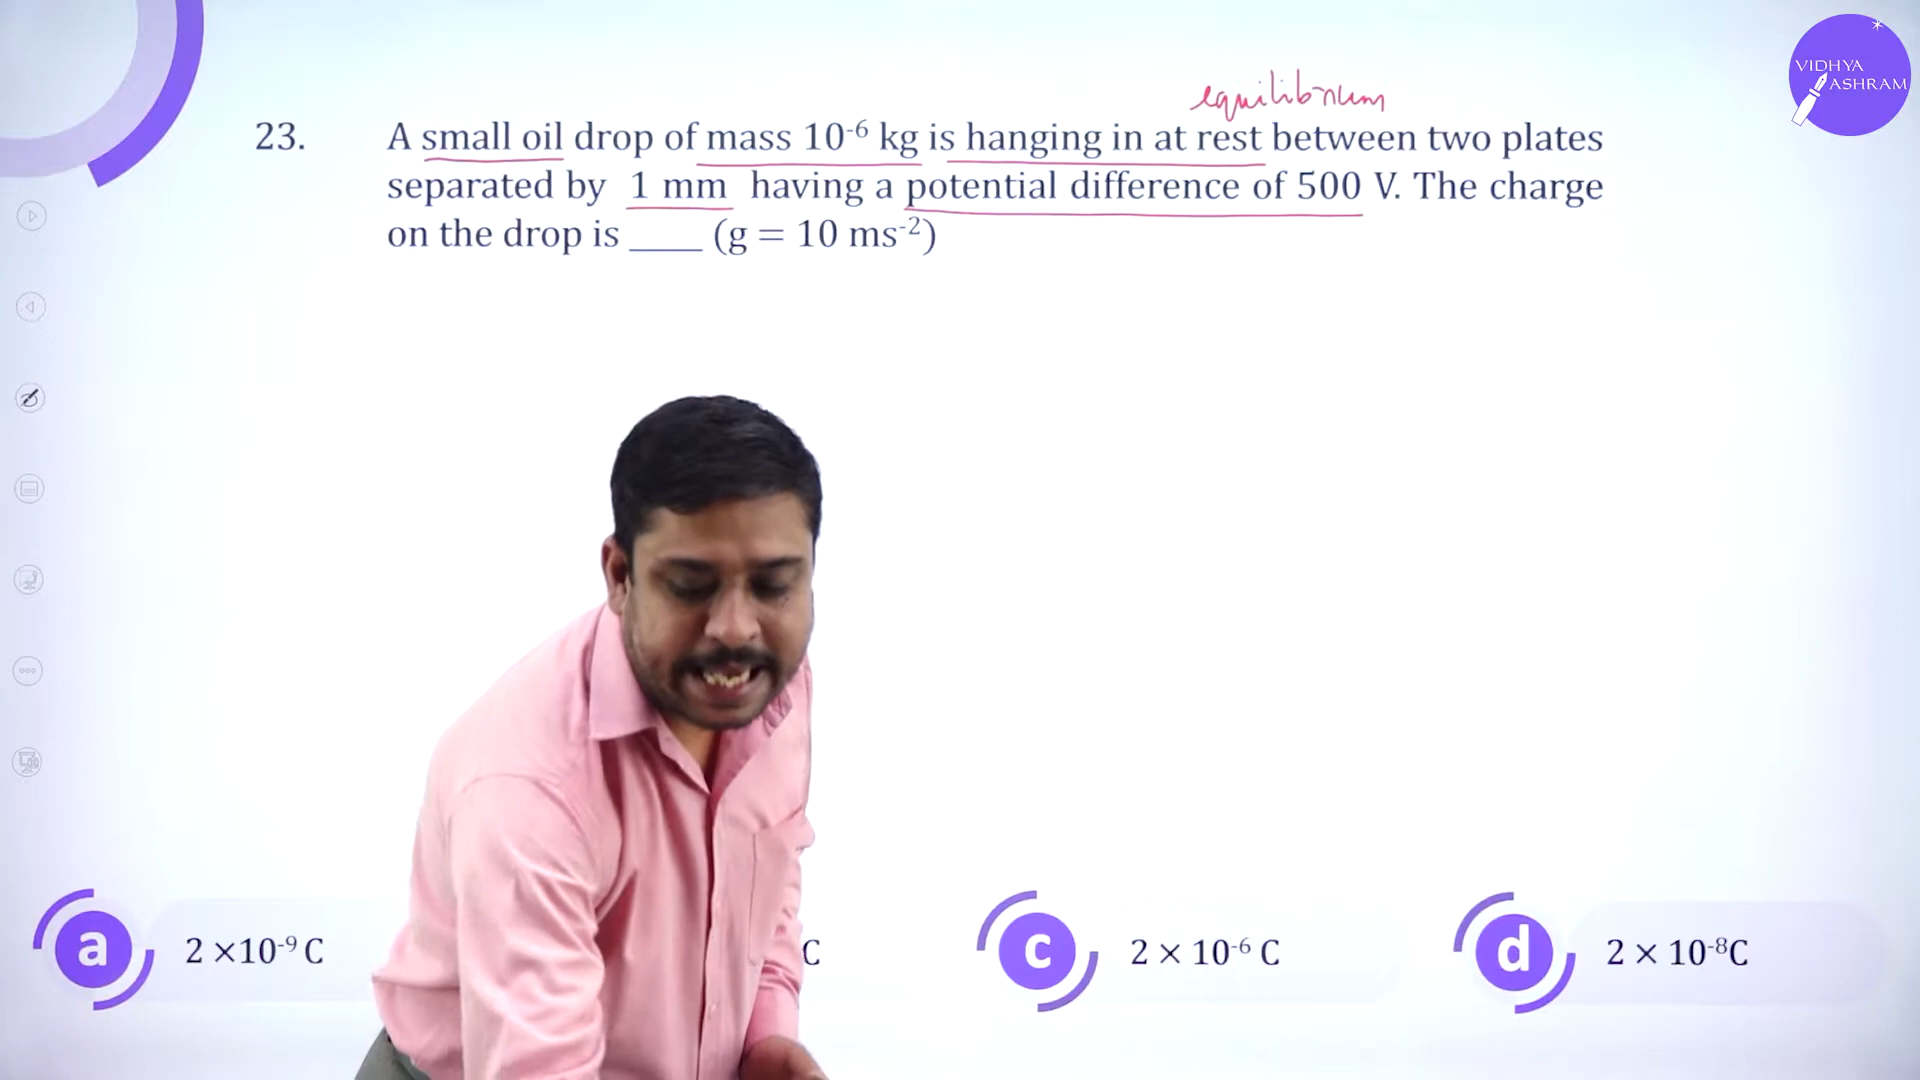 VIDHYA
ASHRAM
equilibrium
23. A small oil drop of mass 10⁻⁶ kg is hanging in at rest between two plates
separated by 1 mm having a potential difference of 500 V. The charge
on the drop is ____ (g = 10 ms⁻²)
a 2 ×10⁻⁹ C
C
c 2 × 10⁻⁶ C
d 2 × 10⁻⁸C